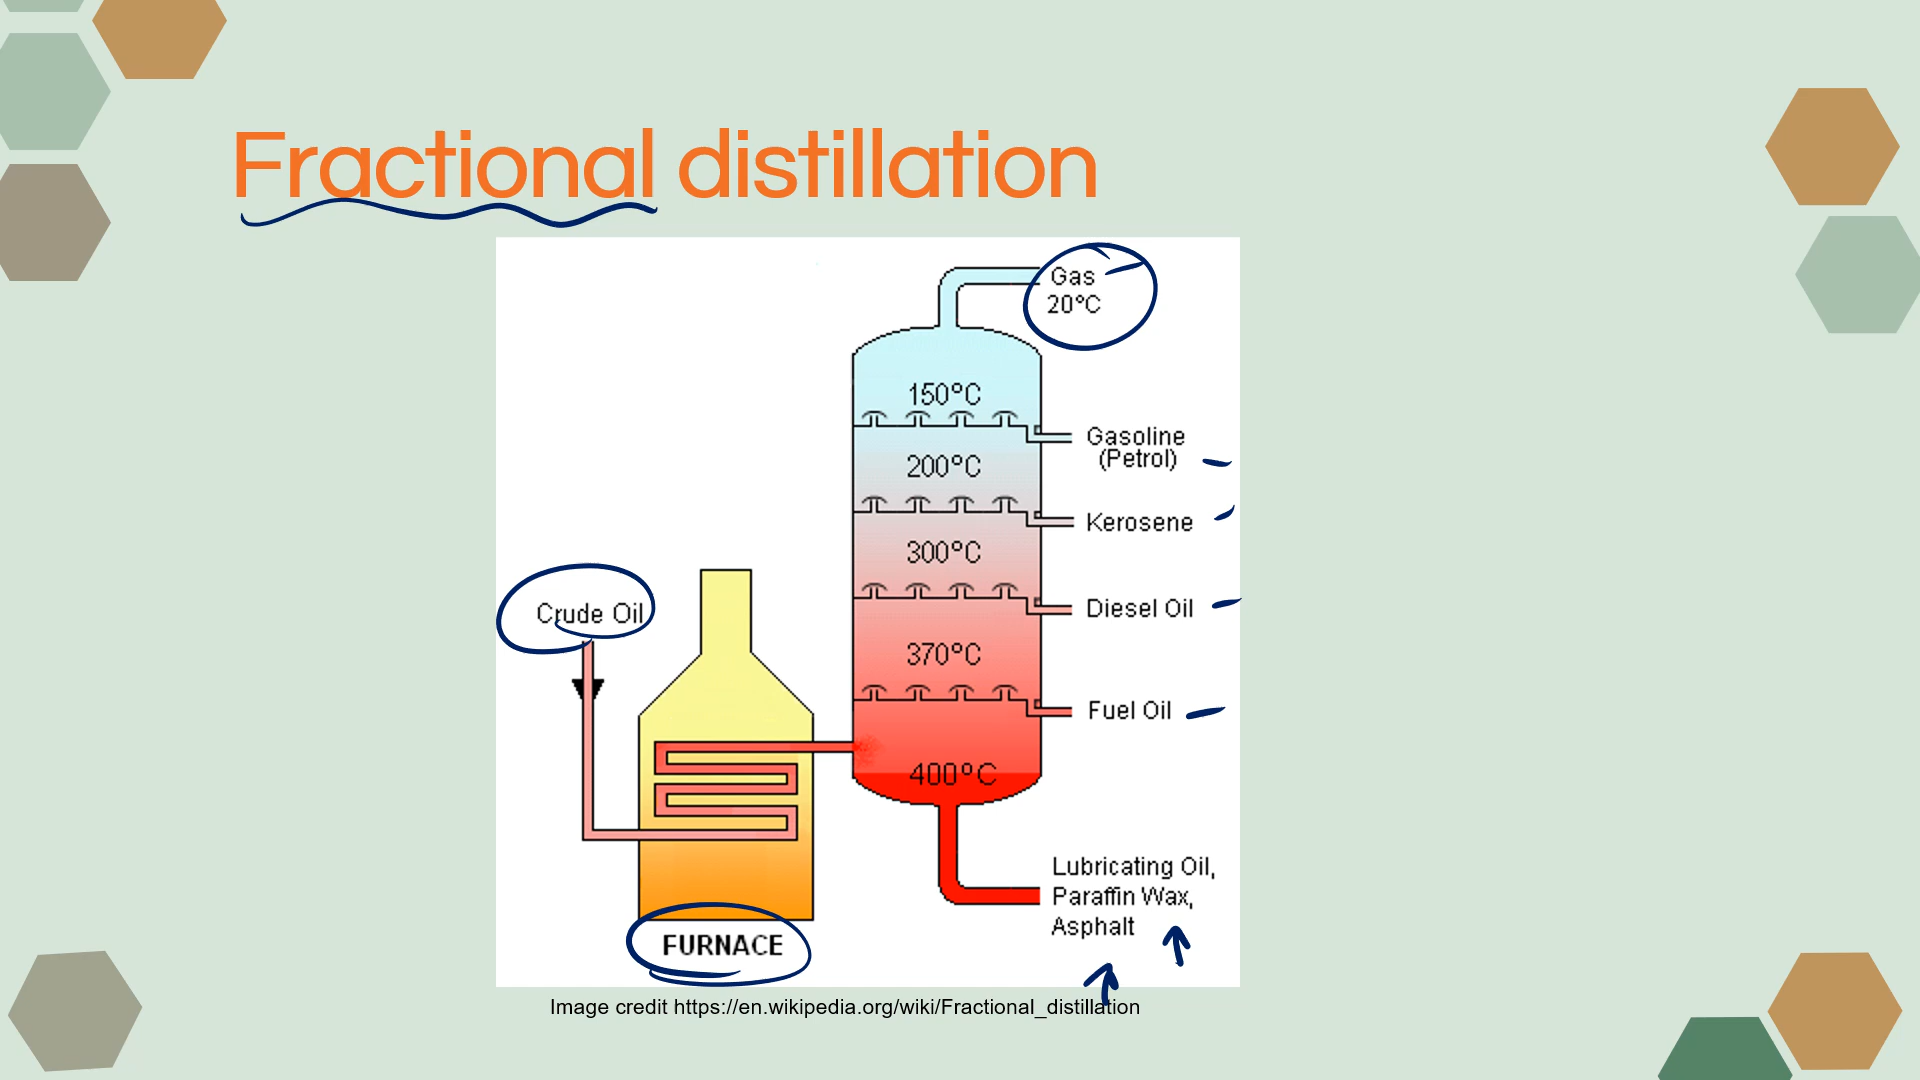 Fractional distillation
Gas
20°C
150°C
Gasoline
(Petrol)
200°C
Kerosene
300°C
Diesel Oil
Crude Oil
370°C
Fuel Oil
400°C
Lubricating Oil,
Paraffin Wax,
Asphalt
FURNACE
Image credit https://en.wikipedia.org/wiki/Fractional_distillation